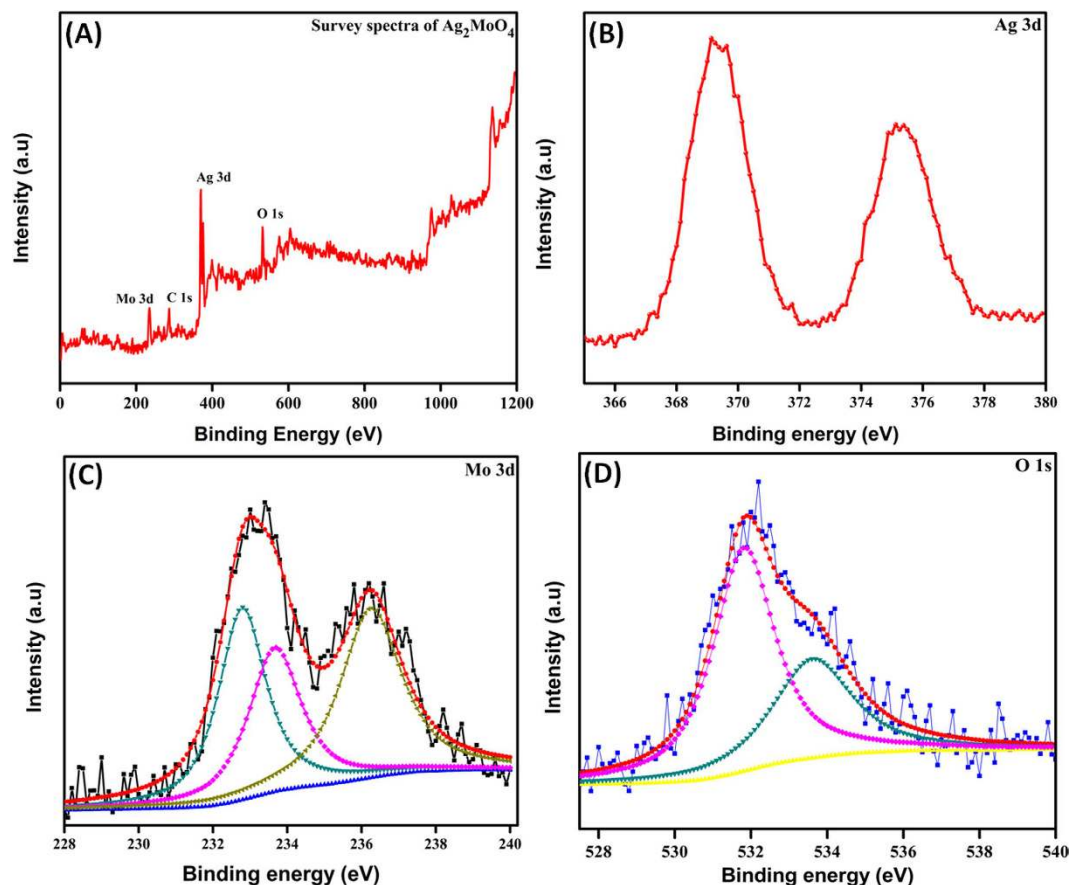 (A)
Survey spectra of Ag₂MoO₄
Ag 3d
O 1s
Mo 3d
C 1s
Intensity (a.u)
0 200 400 600 800 1000 1200
Binding Energy (eV)
(B)
Ag 3d
Intensity (a.u)
366 368 370 372 374 376 378 380
Binding energy (eV)
(C)
Mo 3d
Intensity (a.u)
228 230 232 234 236 238 240
Binding energy (eV)
(D)
O 1s
Intensity (a.u)
528 530 532 534 536 538 540
Binding energy (eV)